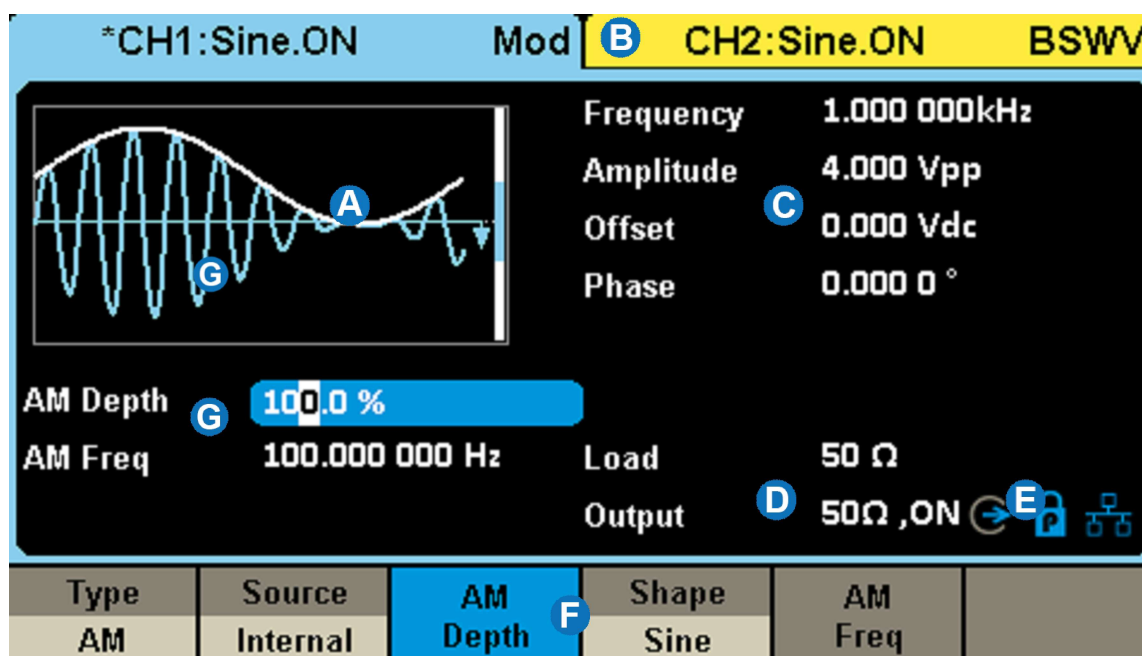 *CH1:Sine.ON Mod B CH2:Sine.ON BSWV
Frequency 1.000 000kHz
Amplitude 4.000 Vpp
A
C
Offset 0.000 Vdc
G
Phase 0.000 0 °
AM Depth G 100.0 %
AM Freq 100.000 000 Hz
Load 50 Ω
Output D 50Ω ,ON E P
Type Source AM Depth F Shape AM Freq
AM Internal Sine